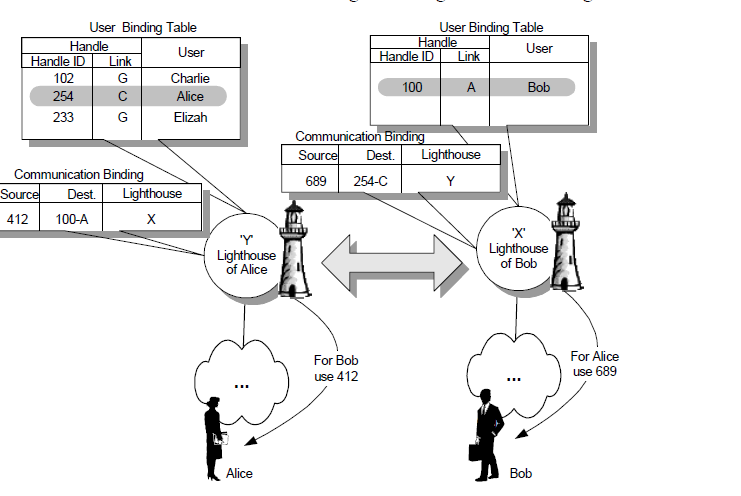 User Binding Table
Handle
User
Handle ID Link
102 G Charlie
254 C Alice
233 G Elizah
User Binding Table
Handle
User
Handle ID Link
100 A Bob
Communication Binding
Source Dest. Lighthouse
689 254-C Y
Communication Binding
Source Dest. Lighthouse
412 100-A X
'Y'
Lighthouse
of Alice
'X'
Lighthouse
of Bob
For Bob
use 412
For Alice
use 689
...
...
Alice
Bob